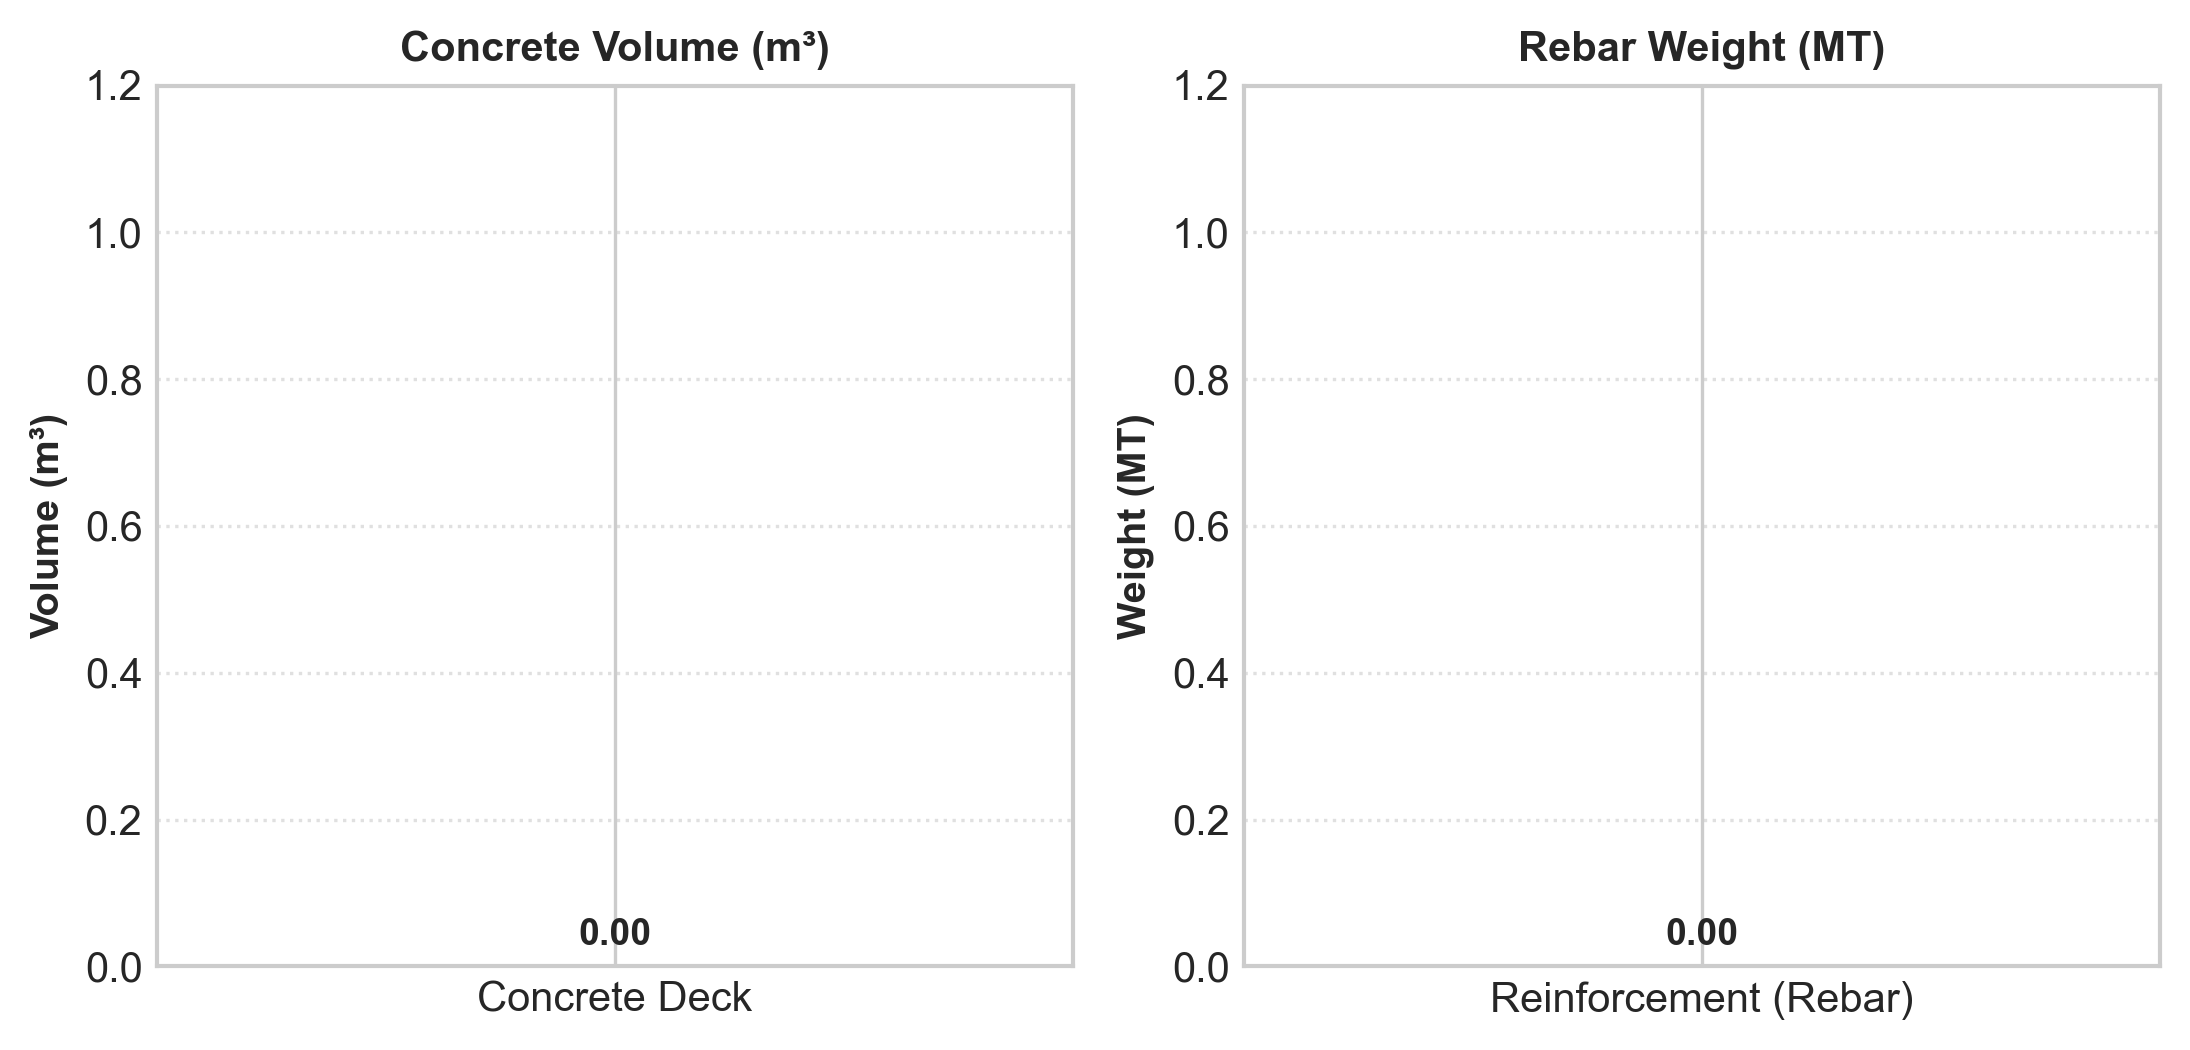 Concrete Volume (m³)
1.2
1.0
0.8
0.6
0.4
0.2
0.0
Volume (m³)
0.00
Concrete Deck
Rebar Weight (MT)
1.2
1.0
0.8
0.6
0.4
0.2
0.0
Weight (MT)
0.00
Reinforcement (Rebar)